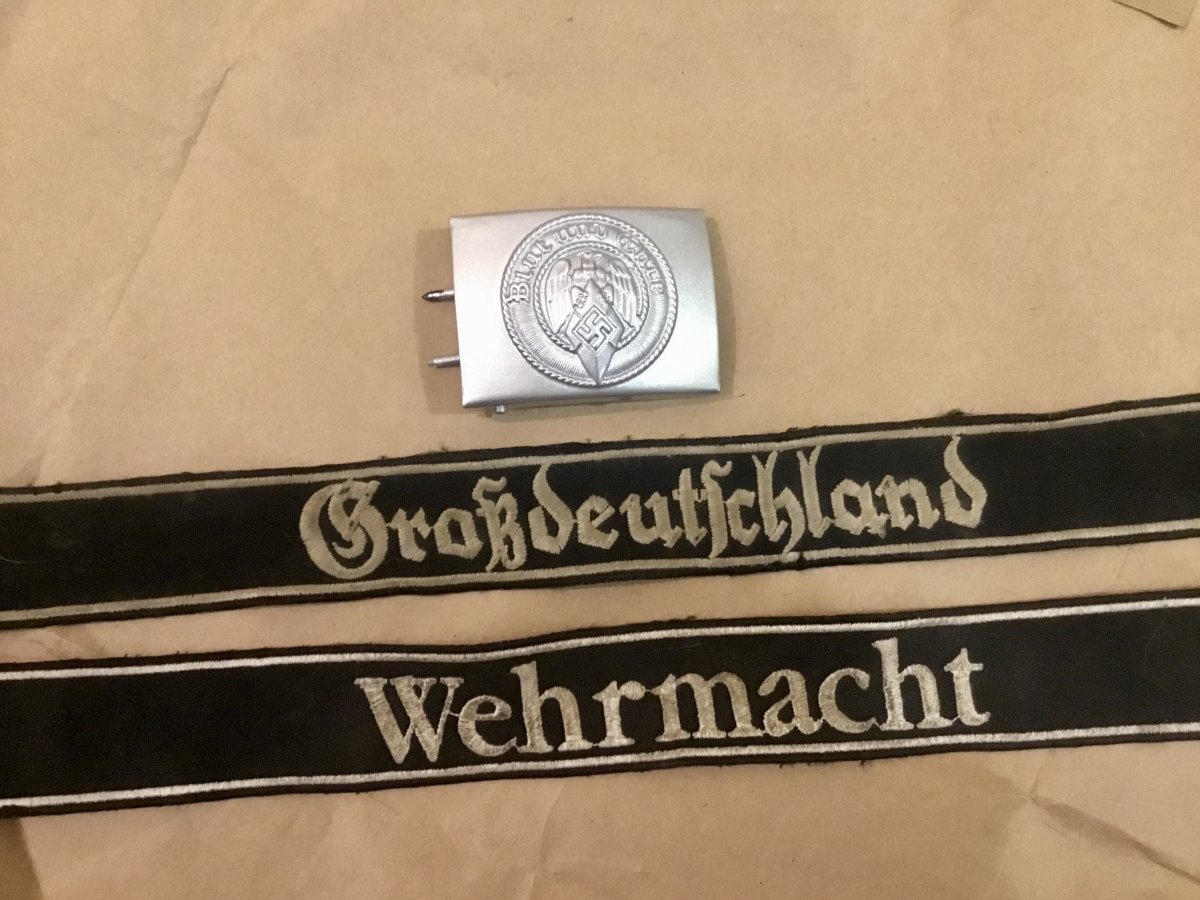 Blut und Ehre
Großdeutschland
Wehrmacht